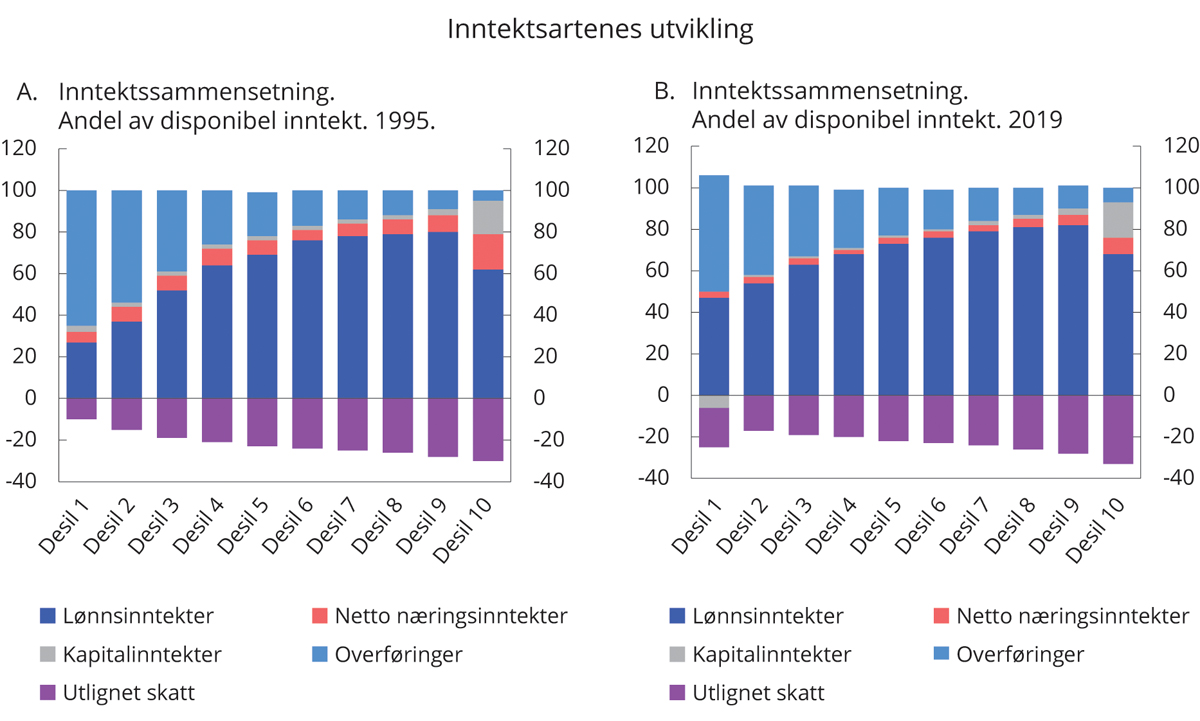 Inntektsartenes utvikling
A. Inntektssammensetning.
Andel av disponibel inntekt. 1995.
120 120
100 100
80 80
60 60
40 40
20 20
0 0
-20 -20
-40 -40
Desil 1 Desil 2 Desil 3 Desil 4 Desil 5 Desil 6 Desil 7 Desil 8 Desil 9 Desil 10
Lønnsinntekter Netto næringsinntekter
Kapitalinntekter Overføringer
Utlignet skatt
B. Inntektssammensetning.
Andel av disponibel inntekt. 2019
120 120
100 100
80 80
60 60
40 40
20 20
0 0
-20 -20
-40 -40
Desil 1 Desil 2 Desil 3 Desil 4 Desil 5 Desil 6 Desil 7 Desil 8 Desil 9 Desil 10
Lønnsinntekter Netto næringsinntekter
Kapitalinntekter Overføringer
Utlignet skatt